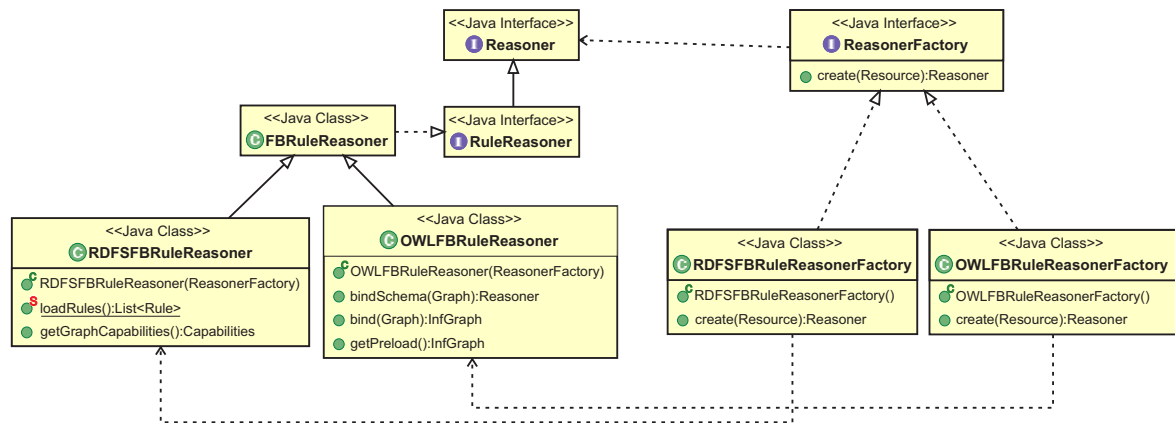 <<Java Interface>>
Reasoner
<<Java Interface>>
ReasonerFactory
create(Resource):Reasoner
<<Java Class>>
FBRuleReasoner
<<Java Interface>>
RuleReasoner
<<Java Class>>
RDFSFBRuleReasoner
RDFSFBRuleReasoner(ReasonerFactory)
loadRules():List<Rule>
getGraphCapabilities():Capabilities
<<Java Class>>
OWLFBRuleReasoner
OWLFBRuleReasoner(ReasonerFactory)
bindSchema(Graph):Reasoner
bind(Graph):InfGraph
getPreload():InfGraph
<<Java Class>>
RDFSFBRuleReasonerFactory
RDFSFBRuleReasonerFactory()
create(Resource):Reasoner
<<Java Class>>
OWLFBRuleReasonerFactory
OWLFBRuleReasonerFactory()
create(Resource):Reasoner